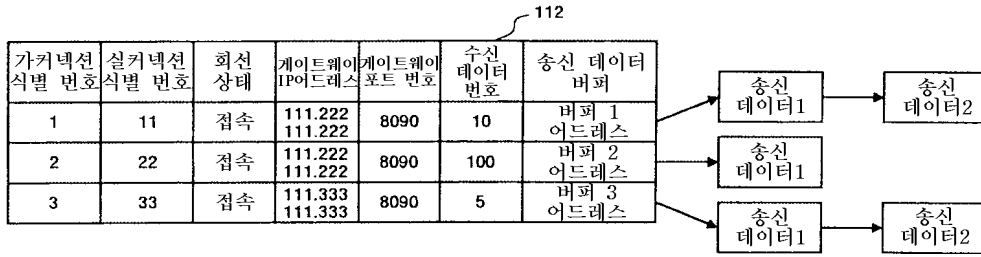 112
가커넥션 식별 번호
실커넥션 식별 번호
회선 상태
게이트웨이 IP어드레스
게이트웨이 포트 번호
수신 데이터 번호
송신 데이터 버퍼
1
11
접속
111.222
111.222
8090
10
버퍼 1
어드레스
송신
데이터1
송신
데이터2
2
22
접속
111.222
111.222
8090
100
버퍼 2
어드레스
송신
데이터1
3
33
접속
111.333
111.333
8090
5
버퍼 3
어드레스
송신
데이터1
송신
데이터2